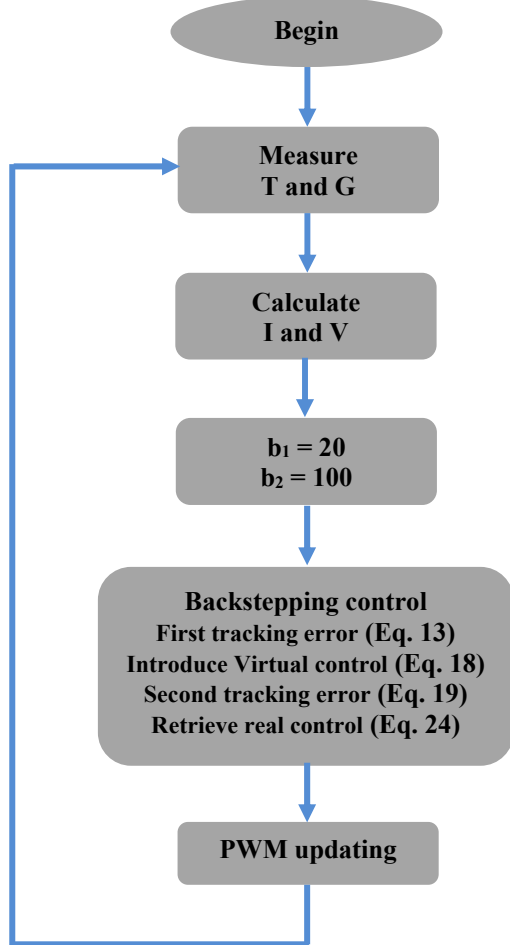 Begin
Measure
T and G
Calculate
I and V
b₁ = 20
b₂ = 100
Backstepping control
First tracking error (Eq. 13)
Introduce Virtual control (Eq. 18)
Second tracking error (Eq. 19)
Retrieve real control (Eq. 24)
PWM updating